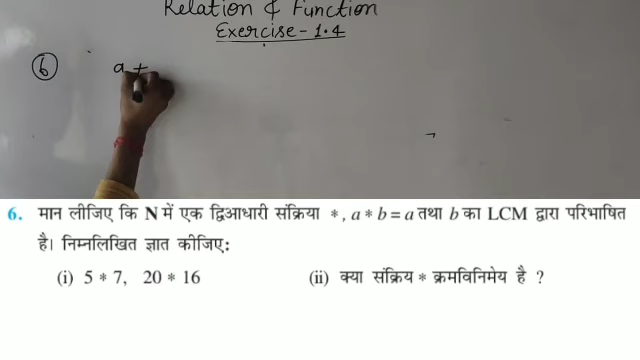 Relation & Function
Exercise-1.4
6 a *
6. मान लीजिए कि N में एक द्विआधारी संक्रिया *, a * b = a तथा b का LCM द्वारा परिभाषित
है। निम्नलिखित ज्ञात कीजिए:
(i) 5 * 7, 20 * 16 (ii) क्या संक्रिय * क्रमविनिमेय है ?